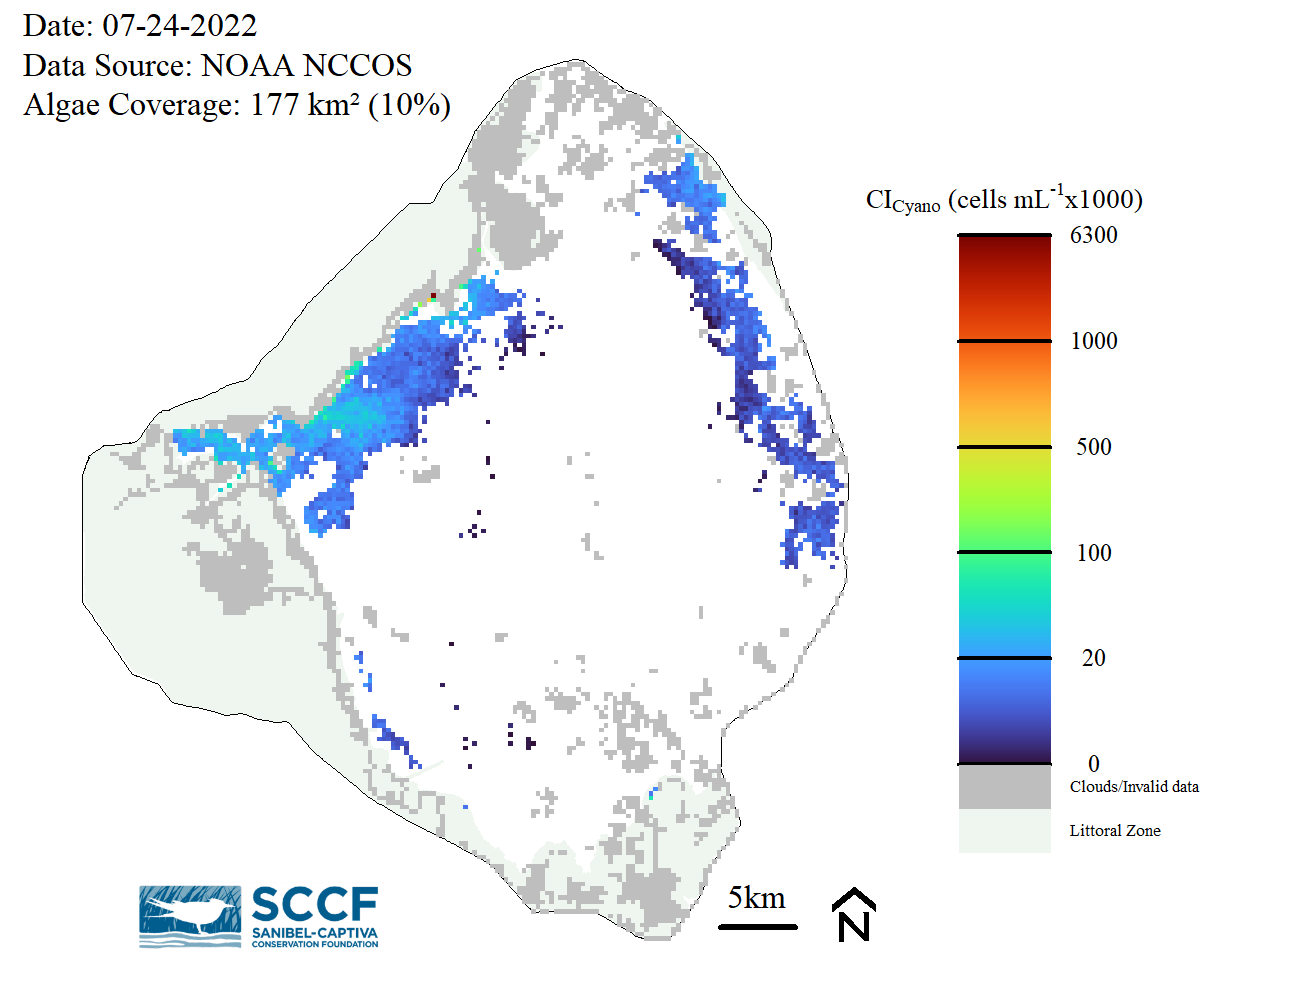 Date: 07-24-2022
Data Source: NOAA NCCOS
Algae Coverage: 177 km² (10%)
CICyano (cells mL-1x1000)
6300
1000
500
100
20
0
Clouds/Invalid data
Littoral Zone
5km
N
SCCF
SANIBEL-CAPTIVA
CONSERVATION FOUNDATION